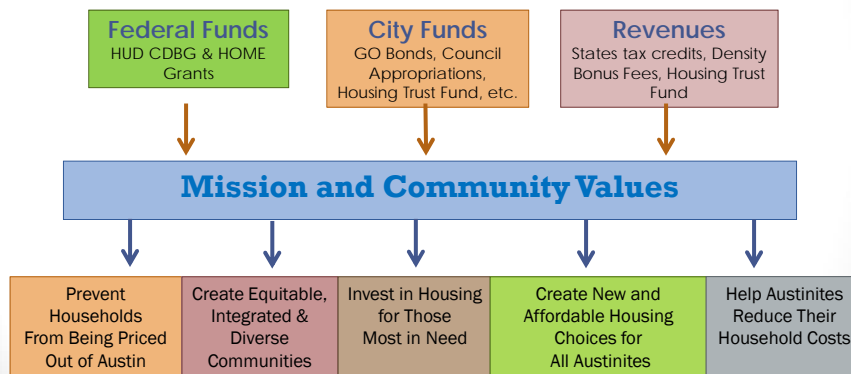 Federal Funds
HUD CDBG & HOME
Grants
City Funds
GO Bonds, Council
Appropriations,
Housing Trust Fund, etc.
Revenues
States tax credits, Density
Bonus Fees, Housing Trust
Fund
Mission and Community Values
Prevent
Households
From Being Priced
Out of Austin
Create Equitable,
Integrated &
Diverse
Communities
Invest in Housing
for Those
Most in Need
Create New and
Affordable Housing
Choices for
All Austinites
Help Austinites
Reduce Their
Household Costs